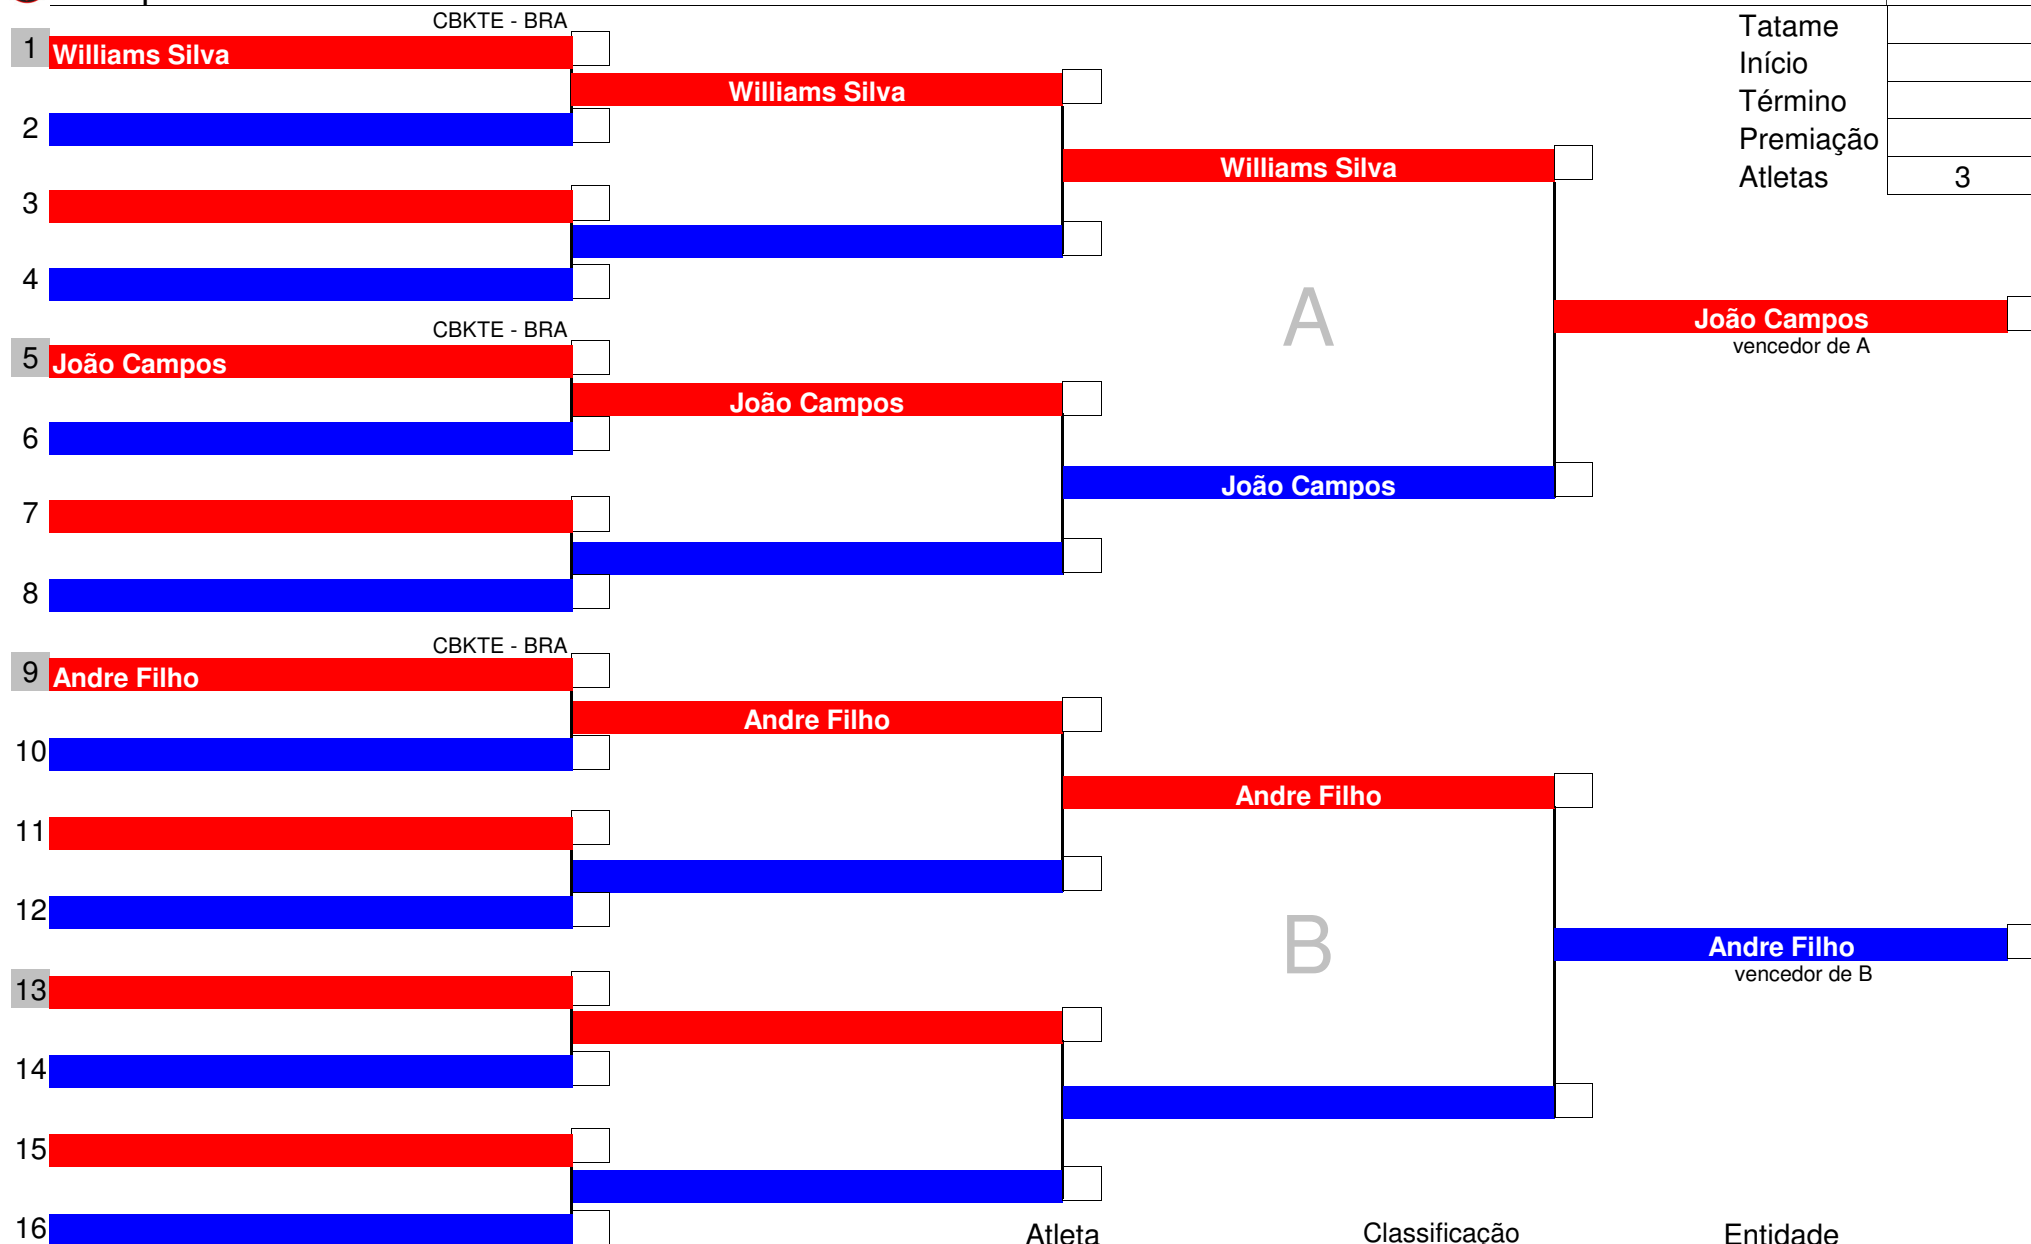 CBKTE - BRA
1 Williams Silva
Williams Silva
2
Williams Silva
3
4
CBKTE - BRA
5 João Campos
João Campos
6
João Campos
7
8
A
João Campos
vencedor de A
CBKTE - BRA
9 Andre Filho
Andre Filho
10
Andre Filho
11
12
B
Andre Filho
vencedor de B
13
14
15
16
Tatame
Início
Término
Premiação
Atletas 3
Atleta Classificação Entidade